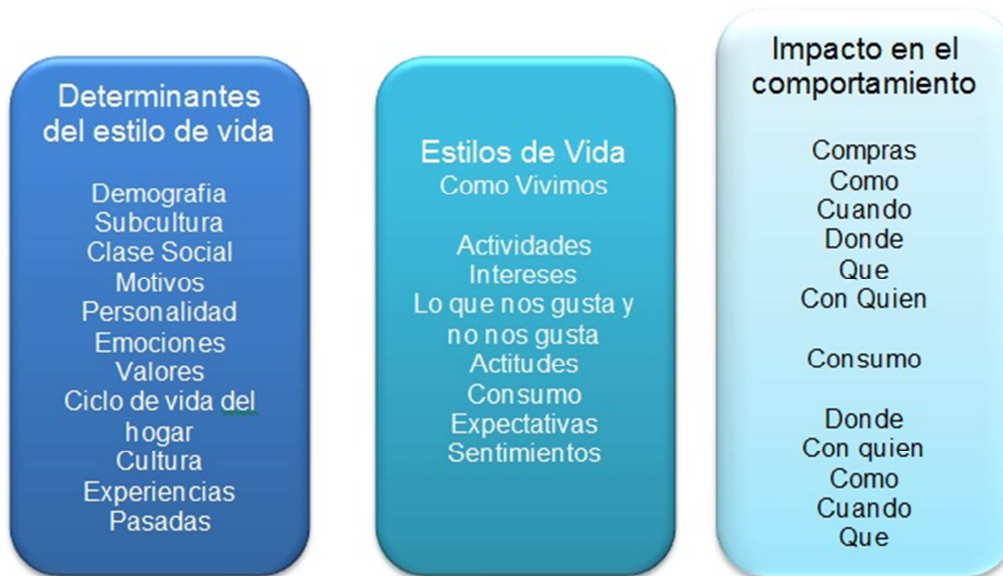 Determinantes
del estilo de vida
Demografia
Subcultura
Clase Social
Motivos
Personalidad
Emociones
Valores
Ciclo de vida del
hogar
Cultura
Experiencias
Pasadas
Estilos de Vida
Como Vivimos
Actividades
Intereses
Lo que nos gusta y
no nos gusta
Actitudes
Consumo
Expectativas
Sentimientos
Impacto en el
comportamiento
Compras
Como
Cuando
Donde
Que
Con Quien
Consumo
Donde
Con quien
Como
Cuando
Que